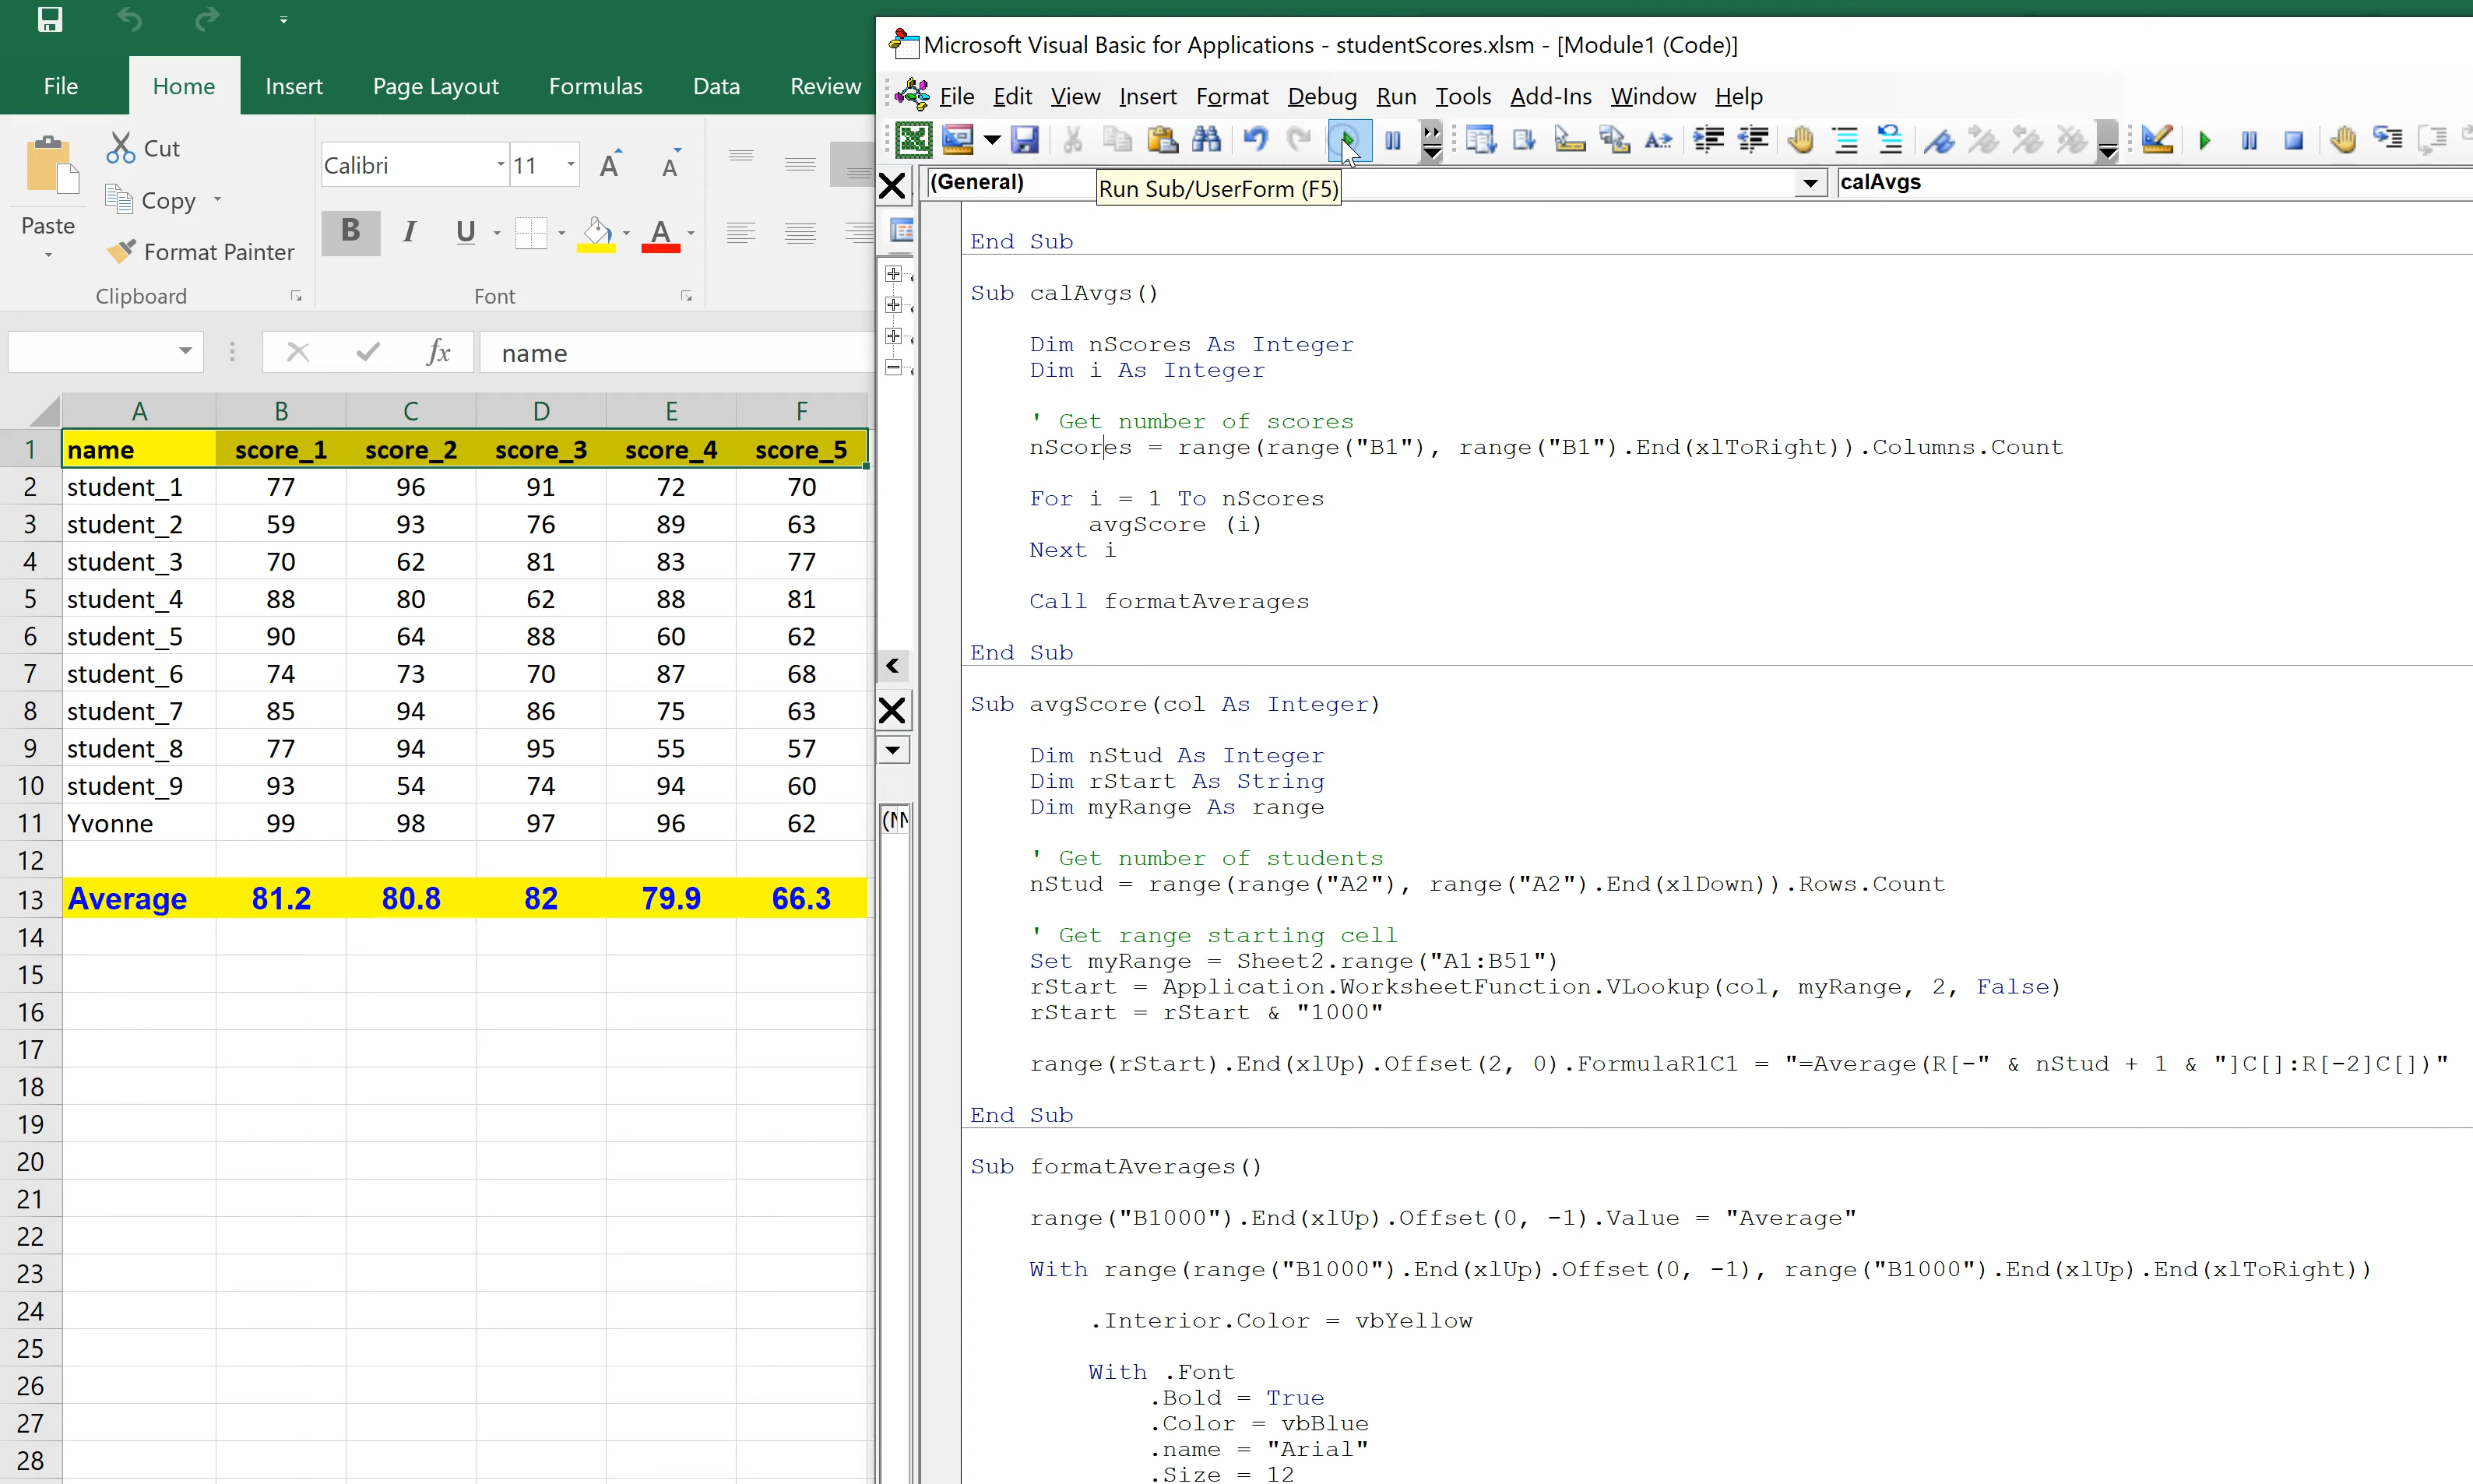 File Home Insert Page Layout Formulas Data Review
Cut
Copy
Paste
Format Painter
Clipboard
Calibri 11 A A
B I U A
Font
fx name
A B C D E F
1 name score_1 score_2 score_3 score_4 score_5
2 student_1 77 96 91 72 70
3 student_2 59 93 76 89 63
4 student_3 70 62 81 83 77
5 student_4 88 80 62 88 81
6 student_5 90 64 88 60 62
7 student_6 74 73 70 87 68
8 student_7 85 94 86 75 63
9 student_8 77 94 95 55 57
10 student_9 93 54 74 94 60
11 Yvonne 99 98 97 96 62
12
13 Average 81.2 80.8 82 79.9 66.3
14
15
16
17
18
19
20
21
22
23
24
25
26
27
28
Microsoft Visual Basic for Applications - studentScores.xlsm - [Module1 (Code)]
File Edit View Insert Format Debug Run Tools Add-Ins Window Help
(General) calAvgs
Run Sub/UserForm (F5)
End Sub
Sub calAvgs()
Dim nScores As Integer
Dim i As Integer
' Get number of scores
nScores = range(range("B1"), range("B1").End(xlToRight)).Columns.Count
For i = 1 To nScores
avgScore (i)
Next i
Call formatAverages
End Sub
Sub avgScore(col As Integer)
Dim nStud As Integer
Dim rStart As String
Dim myRange As range
' Get number of students
nStud = range(range("A2"), range("A2").End(xlDown)).Rows.Count
' Get range starting cell
Set myRange = Sheet2.range("A1:B51")
rStart = Application.WorksheetFunction.VLookup(col, myRange, 2, False)
rStart = rStart & "1000"
range(rStart).End(xlUp).Offset(2, 0).FormulaR1C1 = "=Average(R[-" & nStud + 1 & "]C[]:R[-2]C[])"
End Sub
Sub formatAverages()
range("B1000").End(xlUp).Offset(0, -1).Value = "Average"
With range(range("B1000").End(xlUp).Offset(0, -1), range("B1000").End(xlUp).End(xlToRight))
.Interior.Color = vbYellow
With .Font
.Bold = True
.Color = vbBlue
.name = "Arial"
.Size = 12